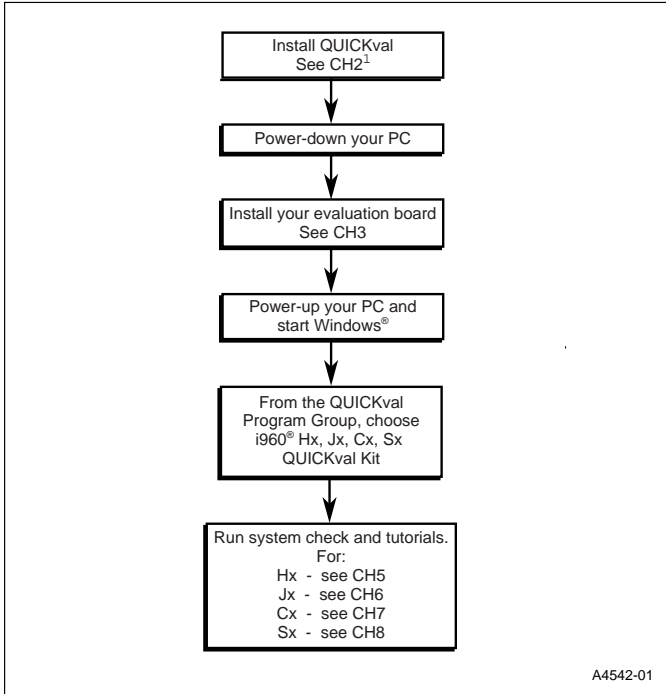 Install QUICKval
See CH2¹
Power-down your PC
Install your evaluation board
See CH3
Power-up your PC and
start Windows®
From the QUICKval
Program Group, choose
i960® Hx, Jx, Cx, Sx
QUICKval Kit
Run system check and tutorials.
For:
Hx - see CH5
Jx - see CH6
Cx - see CH7
Sx - see CH8
A4542-01